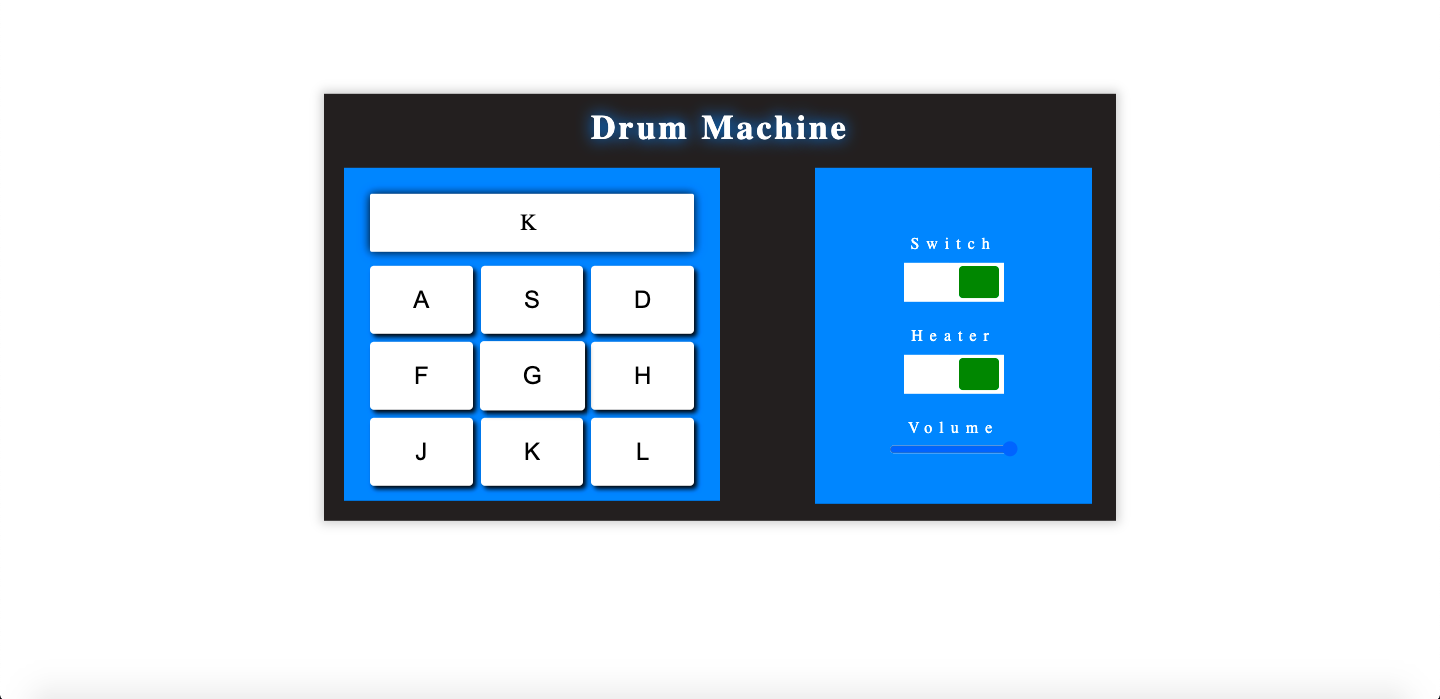 Drum Machine
K
A S D
F G H
J K L
Switch
Heater
Volume